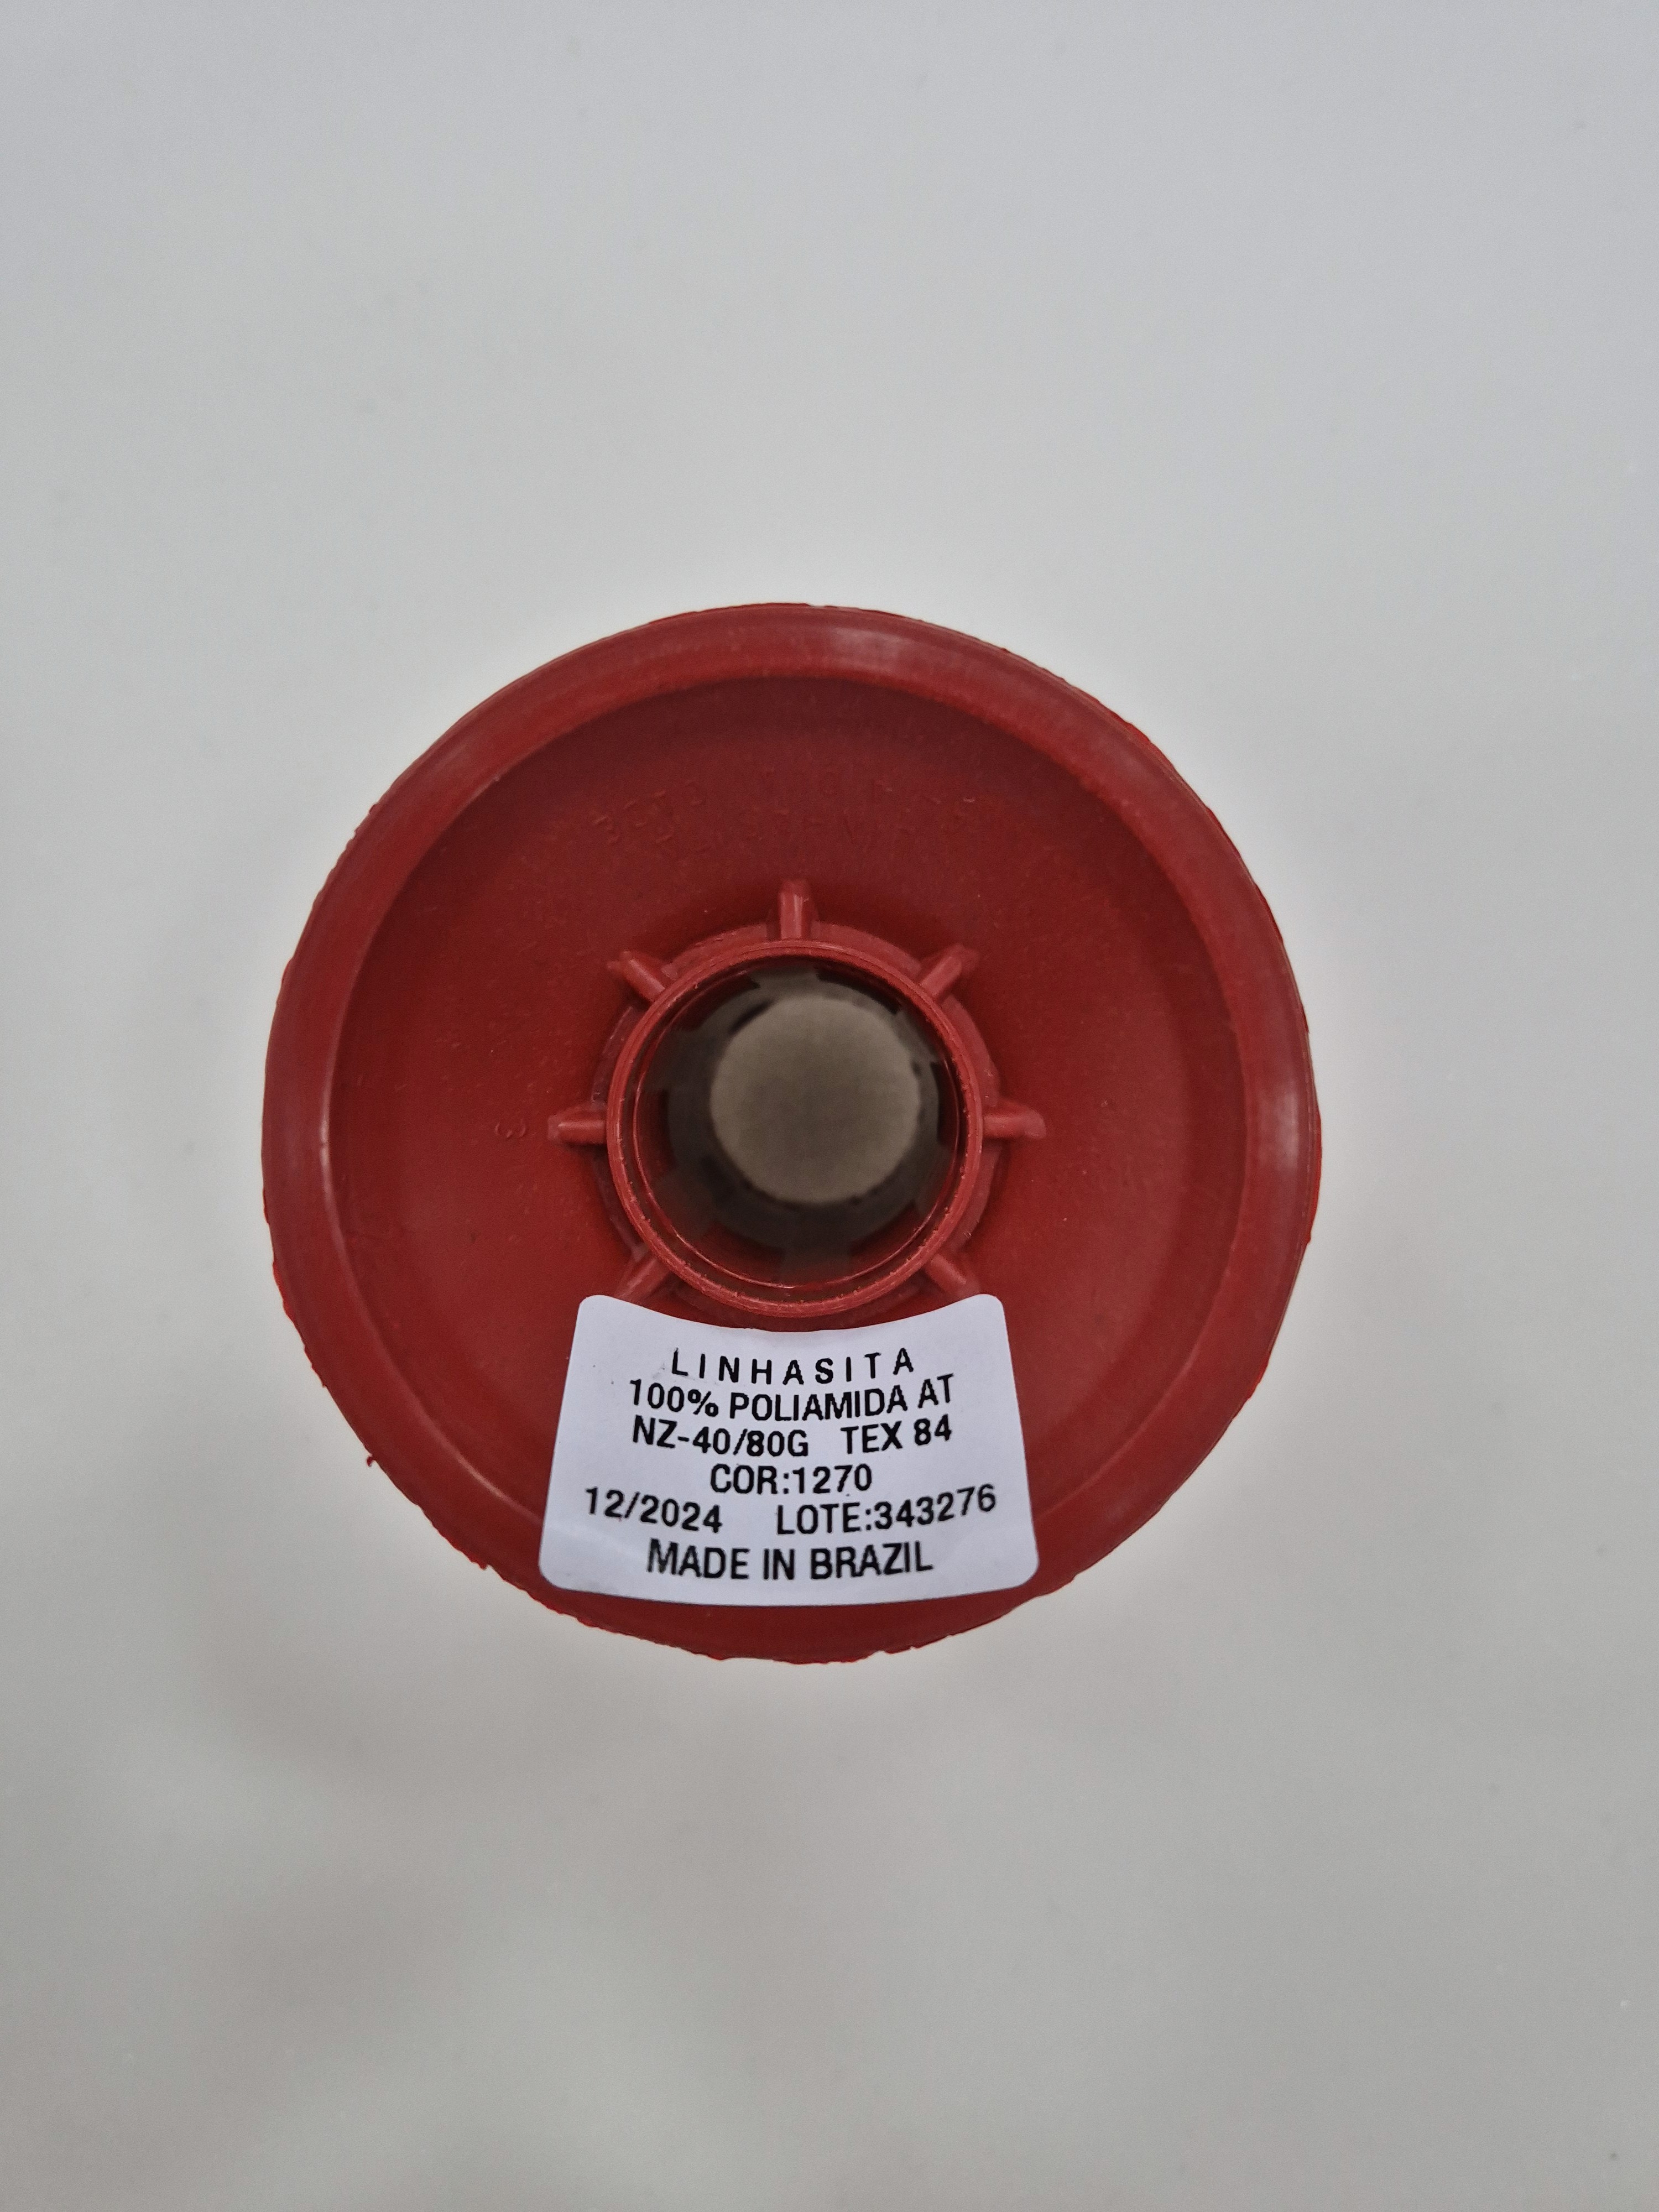 LINHASITA
100% POLIAMIDA AT
NZ-40/80G TEX 84
COR:1270
12/2024 LOTE:343276
MADE IN BRAZIL